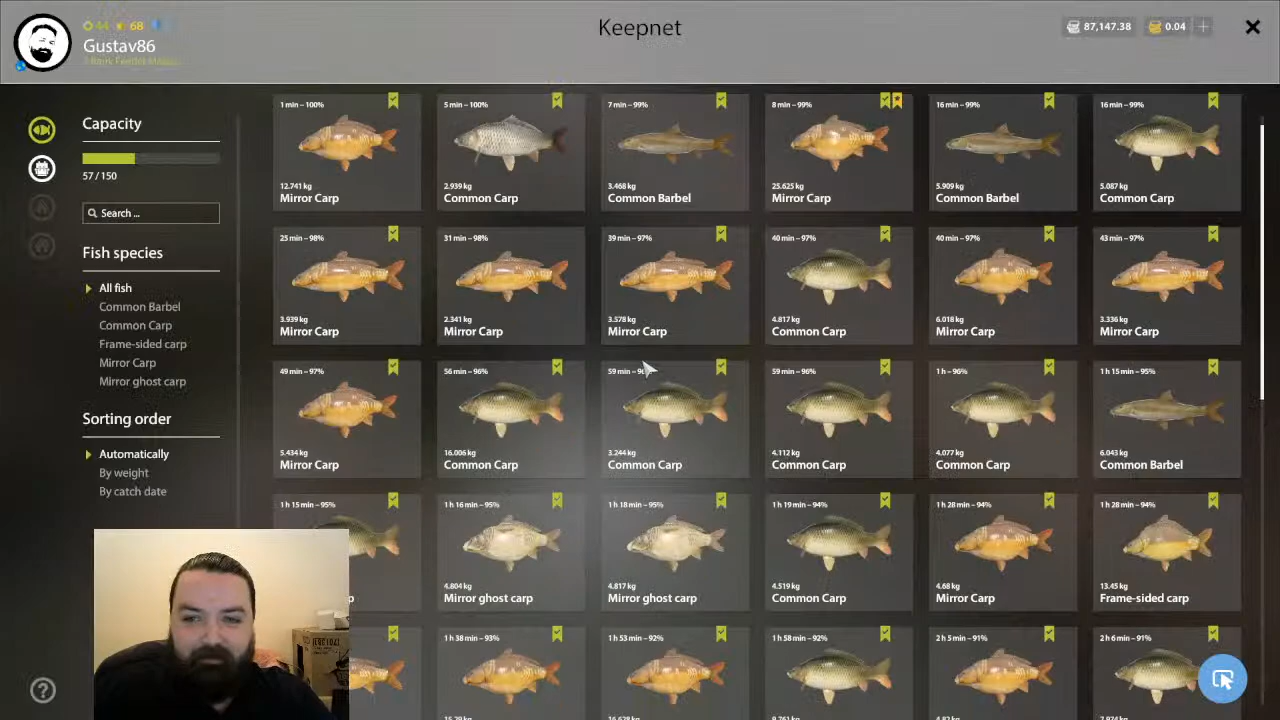 44 68
Gustav86
Keepnet
87,147.38
0.04
Capacity
57 / 150
Search ...
Fish species
All fish
Common Barbel
Common Carp
Frame-sided carp
Mirror Carp
Mirror ghost carp
Sorting order
Automatically
By weight
By catch date
1 min – 100%
12.741 kg
Mirror Carp
5 min – 100%
2.939 kg
Common Carp
7 min – 99%
3.468 kg
Common Barbel
8 min – 99%
25.625 kg
Mirror Carp
16 min – 99%
5.909 kg
Common Barbel
16 min – 99%
5.087 kg
Common Carp
25 min – 98%
3.939 kg
Mirror Carp
31 min – 98%
2.341 kg
Mirror Carp
39 min – 97%
3.578 kg
Mirror Carp
40 min – 97%
4.817 kg
Common Carp
40 min – 97%
6.018 kg
Mirror Carp
43 min – 97%
3.336 kg
Mirror Carp
49 min – 97%
5.434 kg
Mirror Carp
56 min – 96%
16.006 kg
Common Carp
59 min –
3.244 kg
Common Carp
59 min – 96%
4.112 kg
Common Carp
1 h – 96%
4.077 kg
Common Carp
1 h 15 min – 95%
6.043 kg
Common Barbel
1 h 15 min – 95%
1 h 16 min – 95%
4.804 kg
Mirror ghost carp
1 h 18 min – 95%
4.817 kg
Mirror ghost carp
1 h 19 min – 94%
4.519 kg
Common Carp
1 h 28 min – 94%
4.68 kg
Mirror Carp
1 h 28 min – 94%
13.45 kg
Frame-sided carp
1 h 38 min – 93%
1 h 53 min – 92%
1 h 58 min – 92%
2 h 5 min – 91%
2 h 6 min – 91%
?